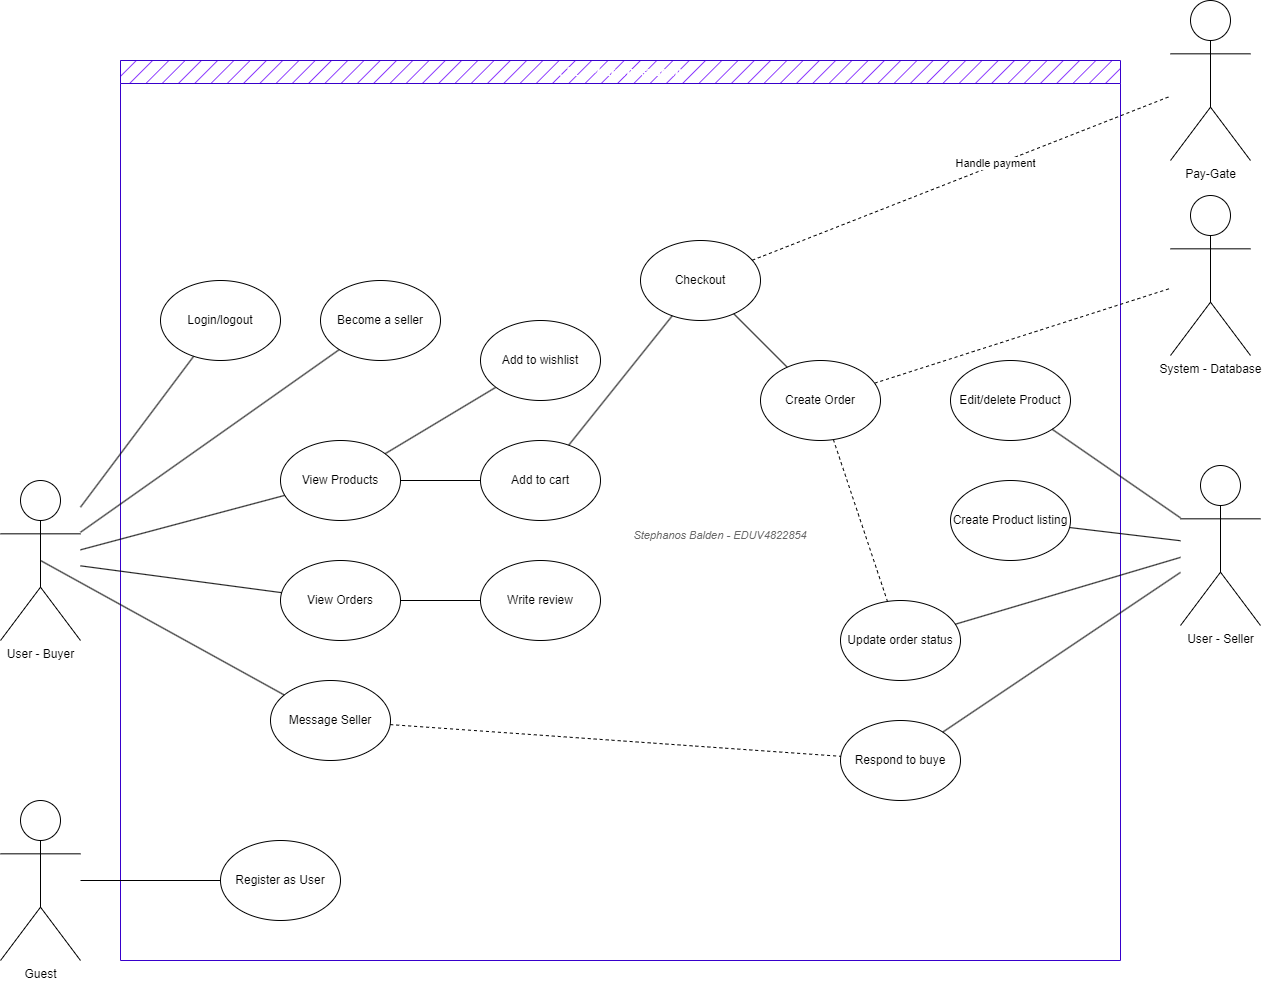 Pay-Gate
Handle payment
System - Database
Checkout
Login/logout
Become a seller
Add to wishlist
Create Order
Edit/delete Product
View Products
Add to cart
Create Product listing
Stephanos Balden - EDUV4822854
View Orders
Write review
Update order status
User - Seller
User - Buyer
Message Seller
Respond to buye
Register as User
Guest